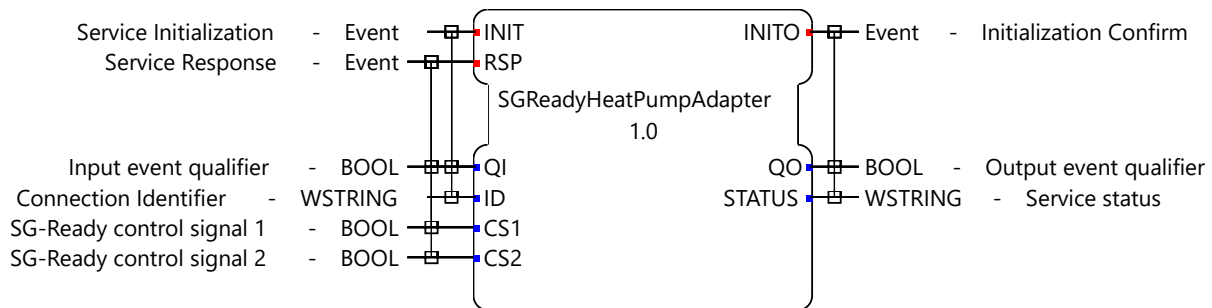 Service Initialization - Event INIT INITO Event - Initialization Confirm
Service Response - Event RSP
SGReadyHeatPumpAdapter
1.0
Input event qualifier - BOOL QI QO BOOL - Output event qualifier
Connection Identifier - WSTRING ID STATUS WSTRING - Service status
SG-Ready control signal 1 - BOOL CS1
SG-Ready control signal 2 - BOOL CS2